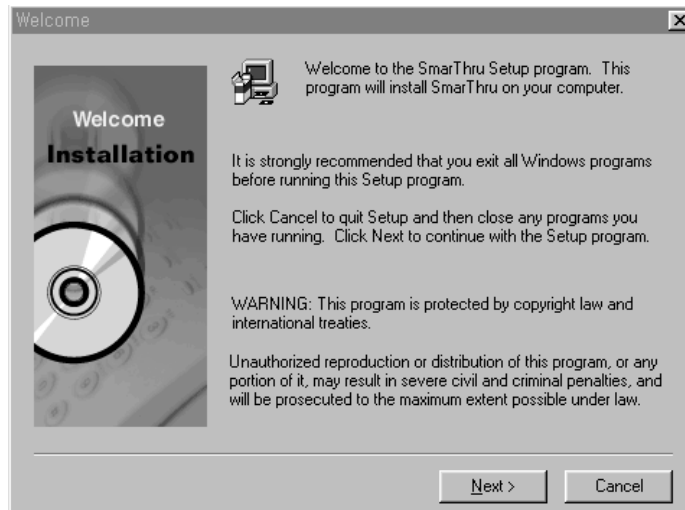 Welcome
Welcome
Installation
Welcome to the SmarThru Setup program.  This
program will install SmarThru on your computer.
It is strongly recommended that you exit all Windows programs
before running this Setup program.
Click Cancel to quit Setup and then close any programs you
have running.  Click Next to continue with the Setup program.
WARNING: This program is protected by copyright law and
international treaties.
Unauthorized reproduction or distribution of this program, or any
portion of it, may result in severe civil and criminal penalties, and
will be prosecuted to the maximum extent possible under law.
Next >
Cancel